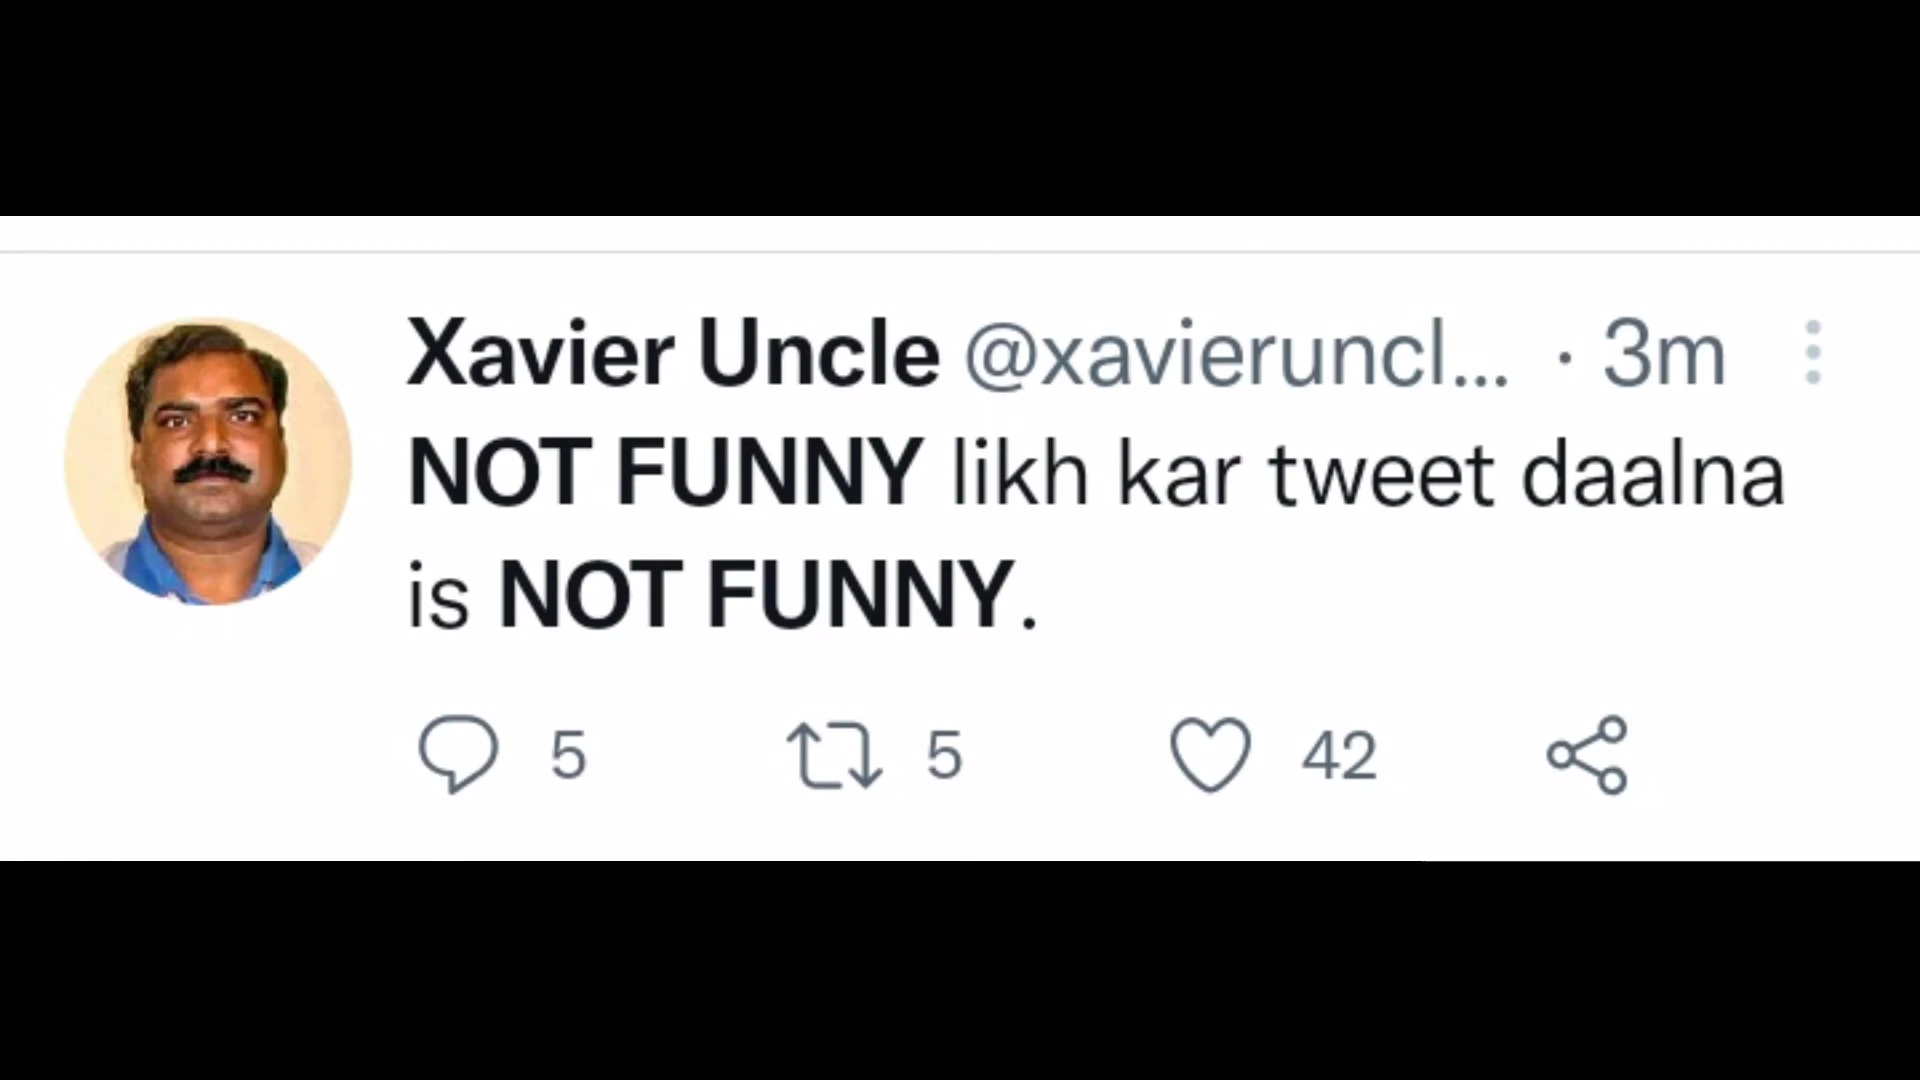 Xavier Uncle @xavieruncl... · 3m
NOT FUNNY likh kar tweet daalna
is NOT FUNNY.
5 5 42